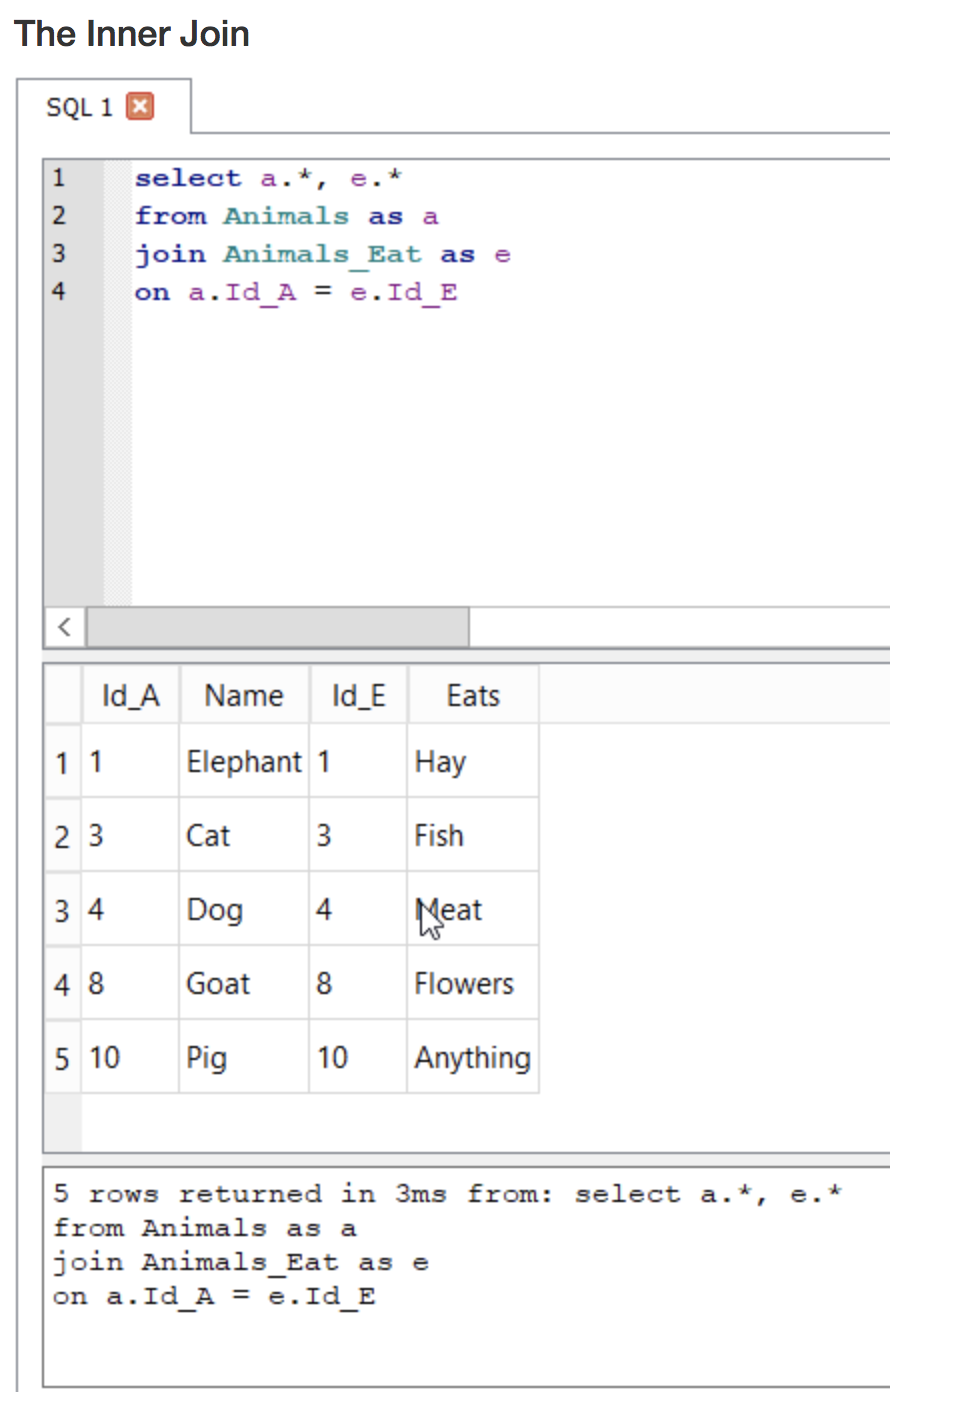 The Inner Join
SQL 1
1 select a.*, e.*
2 from Animals as a
3 join Animals_Eat as e
4 on a.Id_A = e.Id_E
Id_A Name Id_E Eats
1 1 Elephant 1 Hay
2 3 Cat 3 Fish
3 4 Dog 4 Meat
4 8 Goat 8 Flowers
5 10 Pig 10 Anything
5 rows returned in 3ms from: select a.*, e.*
from Animals as a
join Animals_Eat as e
on a.Id_A = e.Id_E